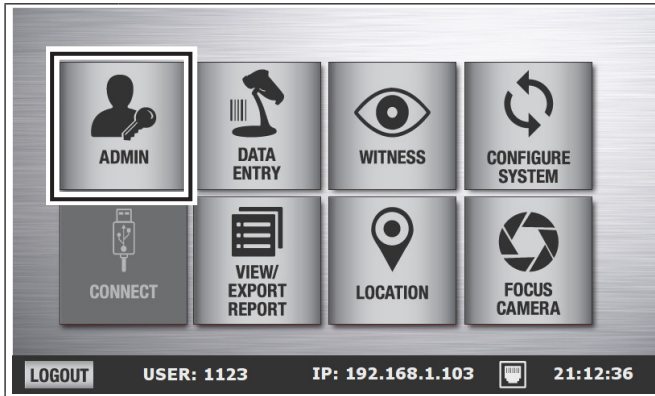 ADMIN
DATA
ENTRY
WITNESS
CONFIGURE
SYSTEM
CONNECT
VIEW/
EXPORT
REPORT
LOCATION
FOCUS
CAMERA
LOGOUT USER: 1123 IP: 192.168.1.103 21:12:36